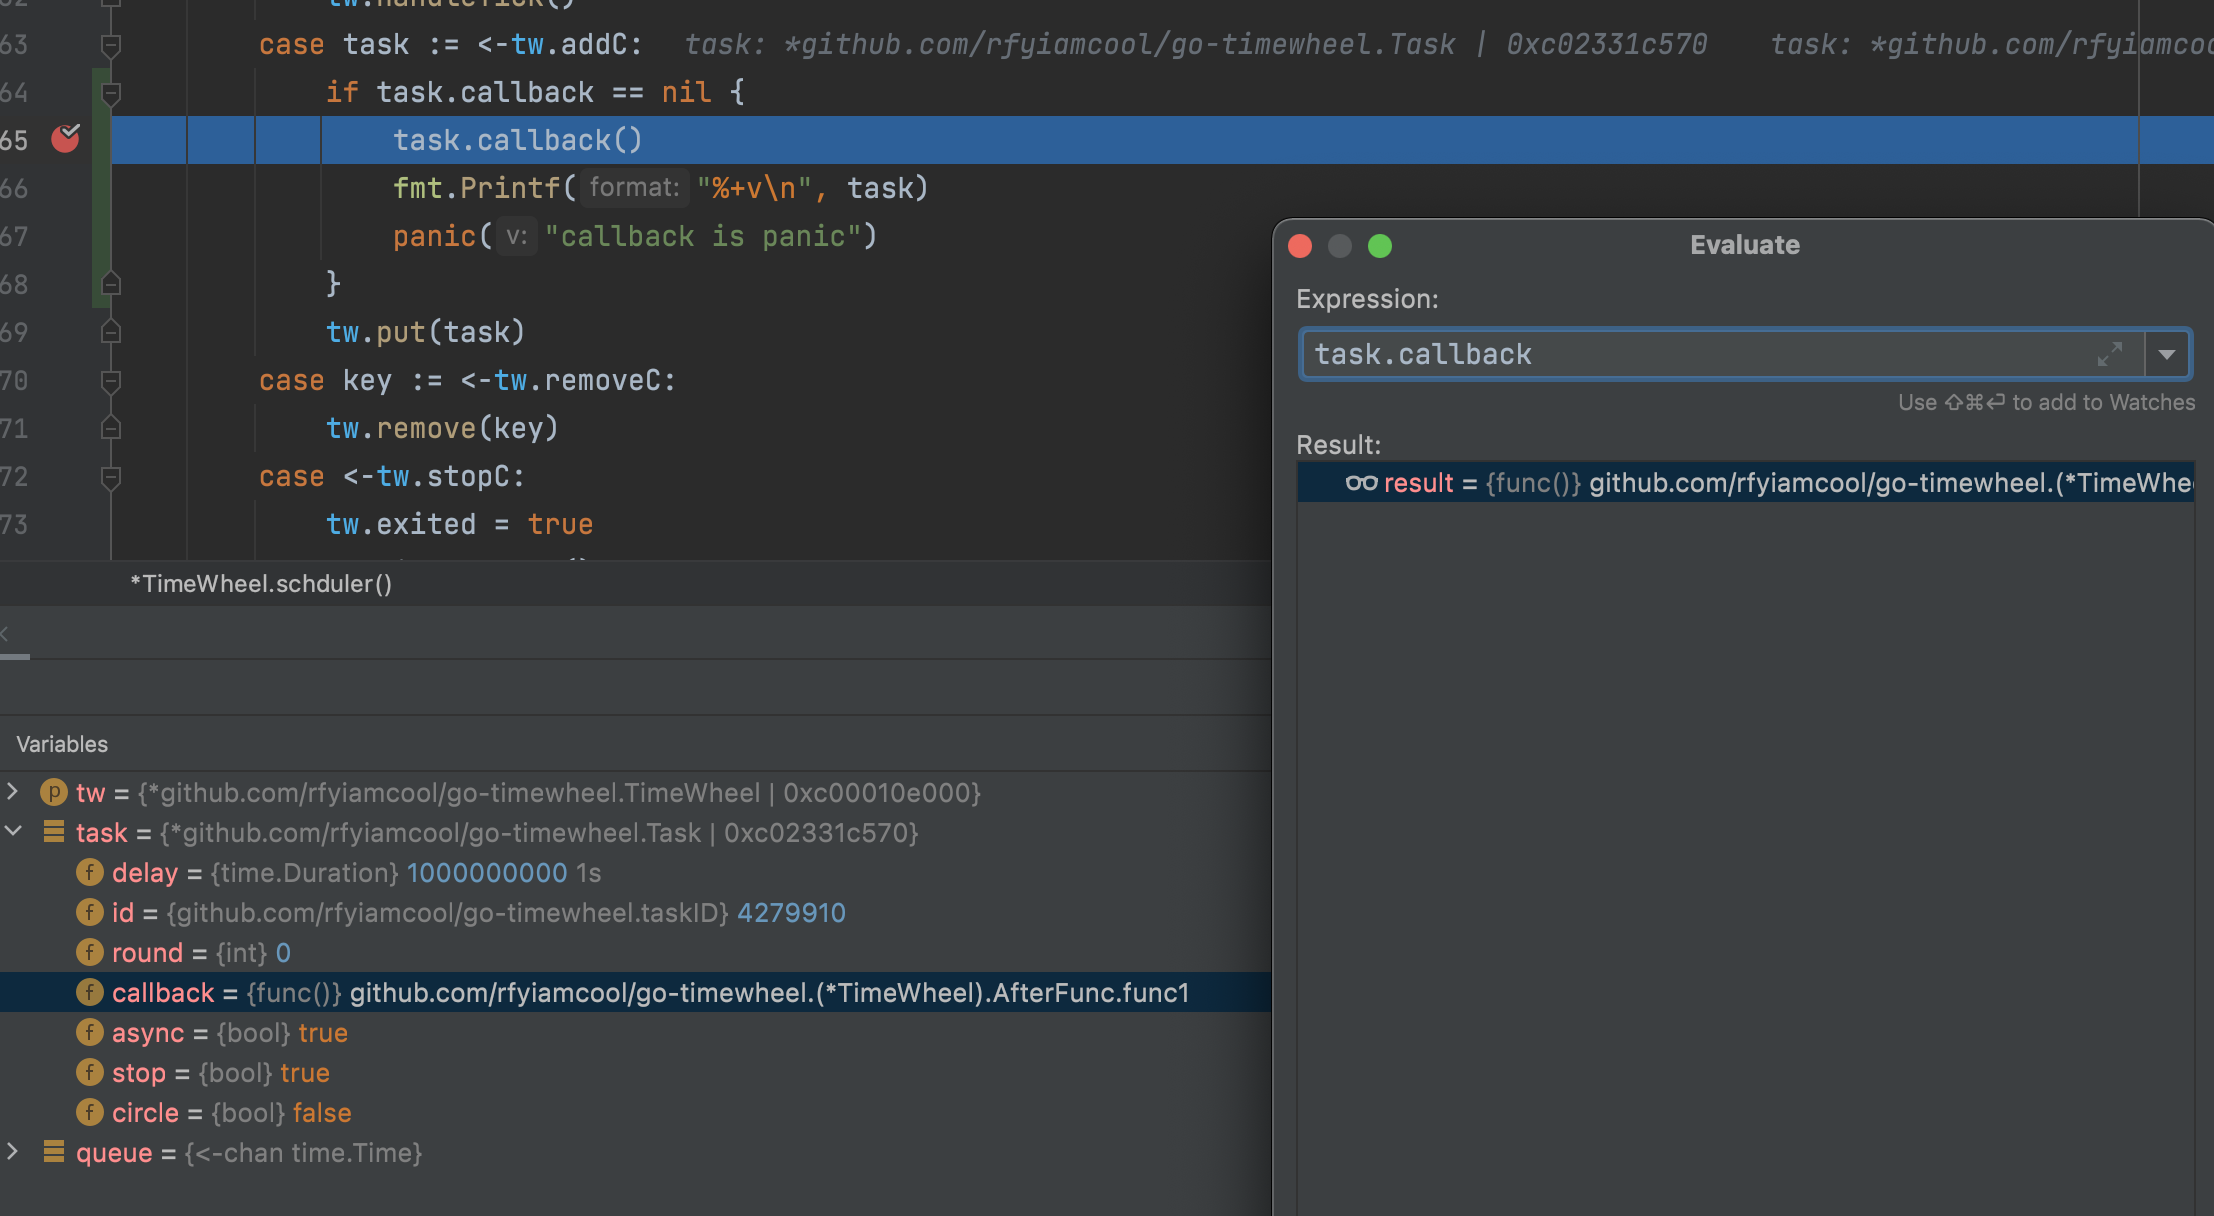 62 tw.handleTick()
63 case task := <-tw.addC: task: *github.com/rfyiamcool/go-timewheel.Task | 0xc02331c570 task: *github.com/rfyiamcoo
64 if task.callback == nil {
65 task.callback()
66 fmt.Printf( format: "%+v\n", task)
67 panic( v: "callback is panic")
68 }
69 tw.put(task)
70 case key := <-tw.removeC:
71 tw.remove(key)
72 case <-tw.stopC:
73 tw.exited = true
*TimeWheel.schduler()
Variables
tw = {*github.com/rfyiamcool/go-timewheel.TimeWheel | 0xc00010e000}
task = {*github.com/rfyiamcool/go-timewheel.Task | 0xc02331c570}
f delay = {time.Duration} 1000000000 1s
f id = {github.com/rfyiamcool/go-timewheel.taskID} 4279910
f round = {int} 0
f callback = {func()} github.com/rfyiamcool/go-timewheel.(*TimeWheel).AfterFunc.func1
f async = {bool} true
f stop = {bool} true
f circle = {bool} false
queue = {<-chan time.Time}
Evaluate
Expression:
task.callback
Use ⇧⌘⏎ to add to Watches
Result:
result = {func()} github.com/rfyiamcool/go-timewheel.(*TimeWhe